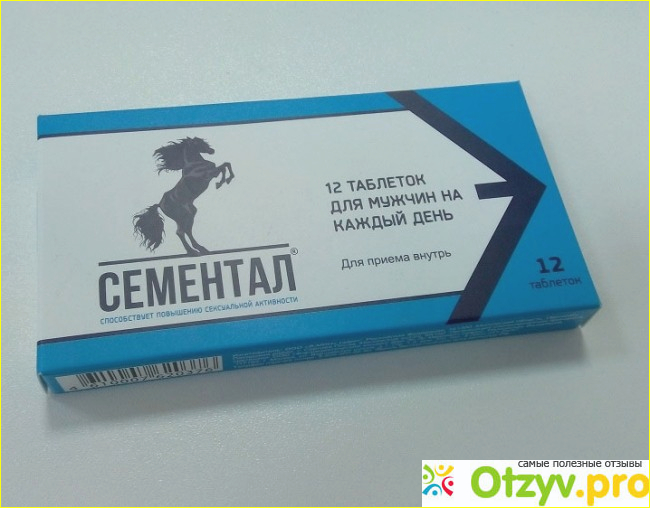 12 ТАБЛЕТОК
ДЛЯ МУЖЧИН НА
КАЖДЫЙ ДЕНЬ
Для приема внутрь
СЕМЕНТАЛ®
СПОСОБСТВУЕТ ПОВЫШЕНИЮ СЕКСУАЛЬНОЙ АКТИВНОСТИ
12
таблеток
самые полезные отзывы
Otzyv.pro